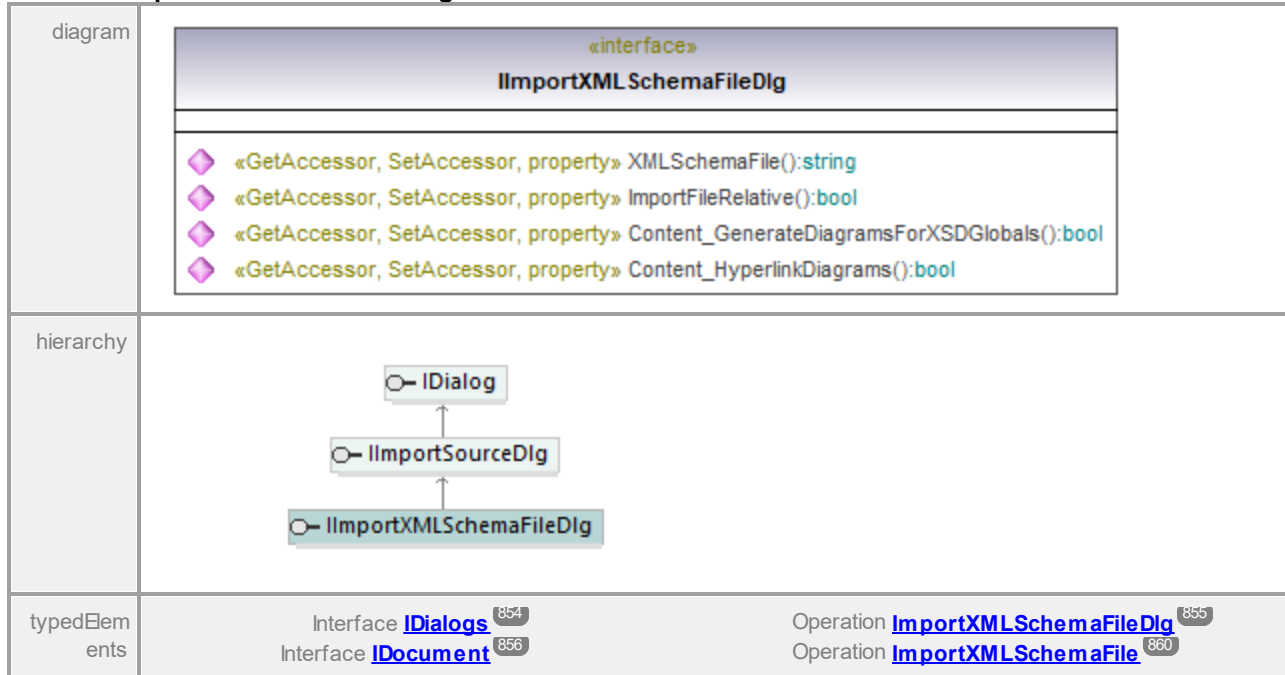 diagram
«interface»
IImportXMLSchemaFileDlg
«GetAccessor, SetAccessor, property» XMLSchemaFile():string
«GetAccessor, SetAccessor, property» ImportFileRelative():bool
«GetAccessor, SetAccessor, property» Content_GenerateDiagramsForXSDGlobals():bool
«GetAccessor, SetAccessor, property» Content_HyperlinkDiagrams():bool
hierarchy
IDialog
IImportSourceDlg
IImportXMLSchemaFileDlg
typedElem
ents
Interface IDialogs 854
Operation ImportXMLSchemaFileDlg 855
Interface IDocument 856
Operation ImportXMLSchemaFile 860